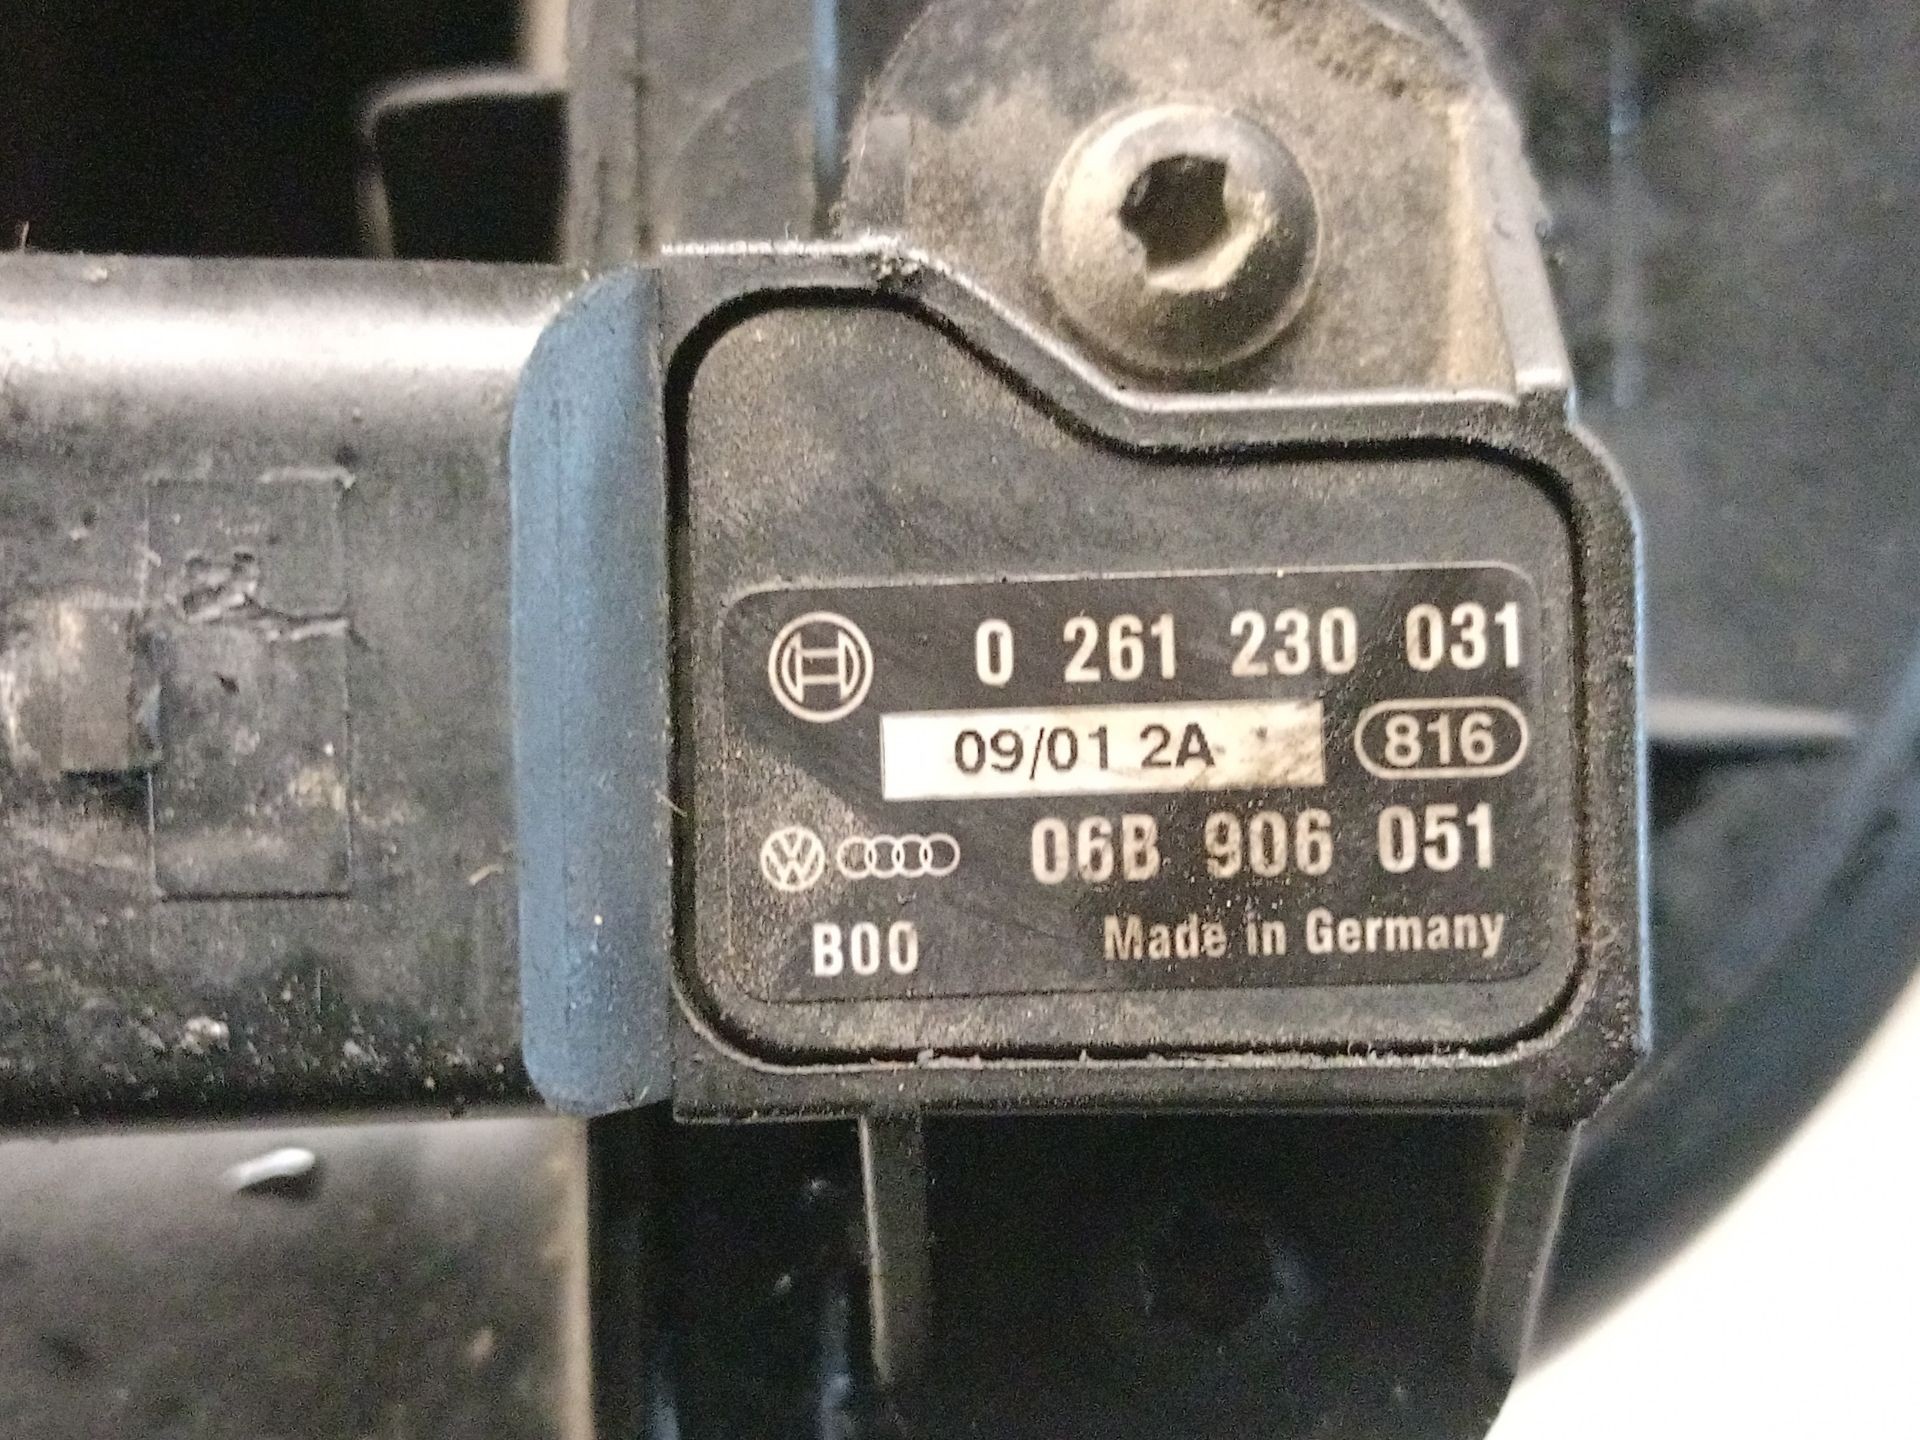 0 261 230 031
09/01 2A 816
06B 906 051
B00 Made in Germany